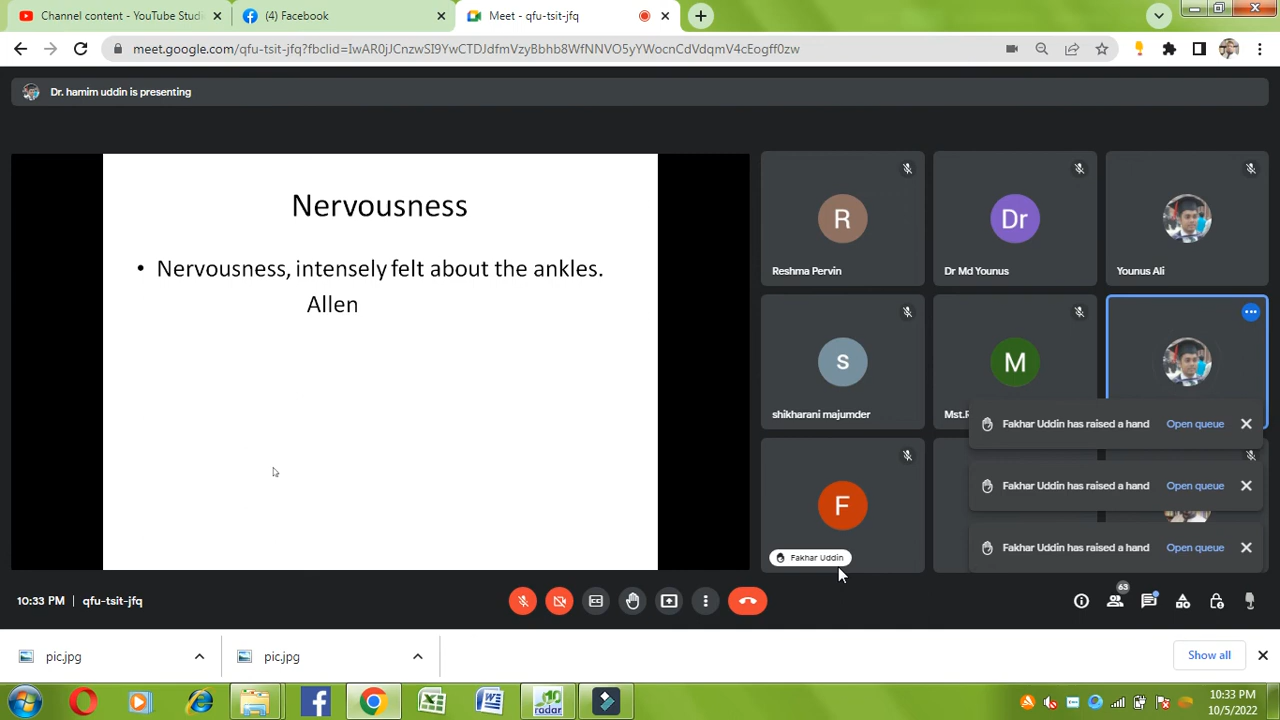 Channel content - YouTube Studi
(4) Facebook
Meet - qfu-tsit-jfq
meet.google.com/qfu-tsit-jfq?fbclid=IwAR0jJCnzwSI9YwCTDJdfmVzyBbhb8WfNNVO5yYWocnCdVdqmV4cEogff0zw
Dr. hamim uddin is presenting
Nervousness
• Nervousness, intensely felt about the ankles.
Allen
R
Reshma Pervin
Dr
Dr Md Younus
Younus Ali
s
shikharani majumder
M
Mst.R
Fakhar Uddin has raised a hand Open queue
Fakhar Uddin has raised a hand Open queue
Fakhar Uddin has raised a hand Open queue
F
Fakhar Uddin
10:33 PM | qfu-tsit-jfq
63
pic.jpg
pic.jpg
Show all
10
radar
10:33 PM
10/5/2022